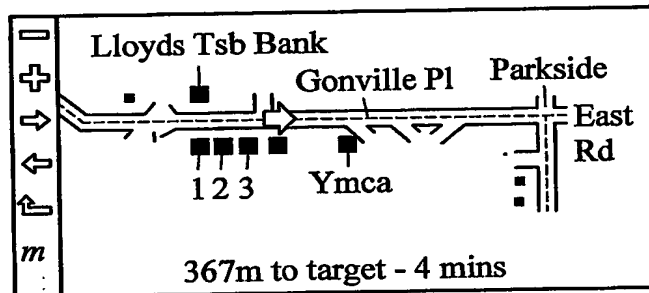 Lloyds Tsb Bank
Gonville Pl
Parkside
East
Rd
1 2 3
Ymca
m
367m to target - 4 mins